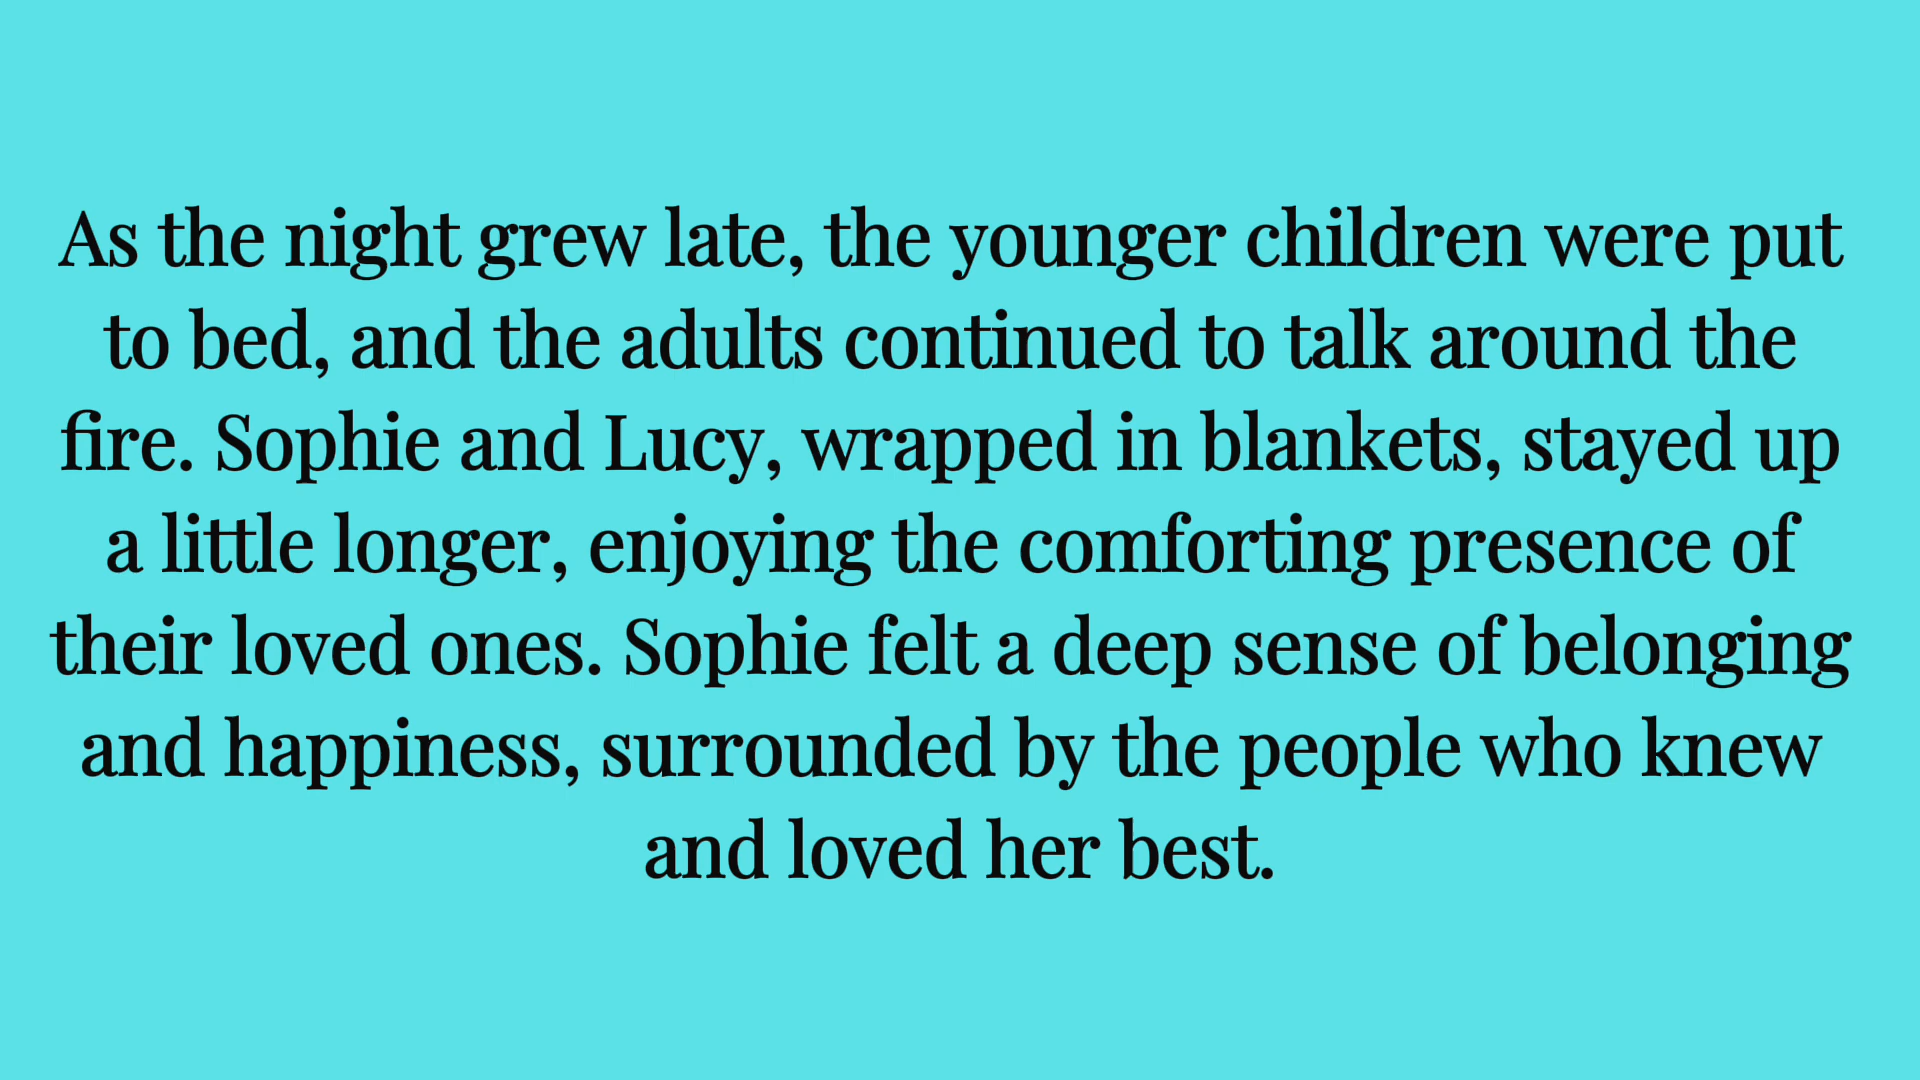 As the night grew late, the younger children were put
to bed, and the adults continued to talk around the
fire. Sophie and Lucy, wrapped in blankets, stayed up
a little longer, enjoying the comforting presence of
their loved ones. Sophie felt a deep sense of belonging
and happiness, surrounded by the people who knew
and loved her best.